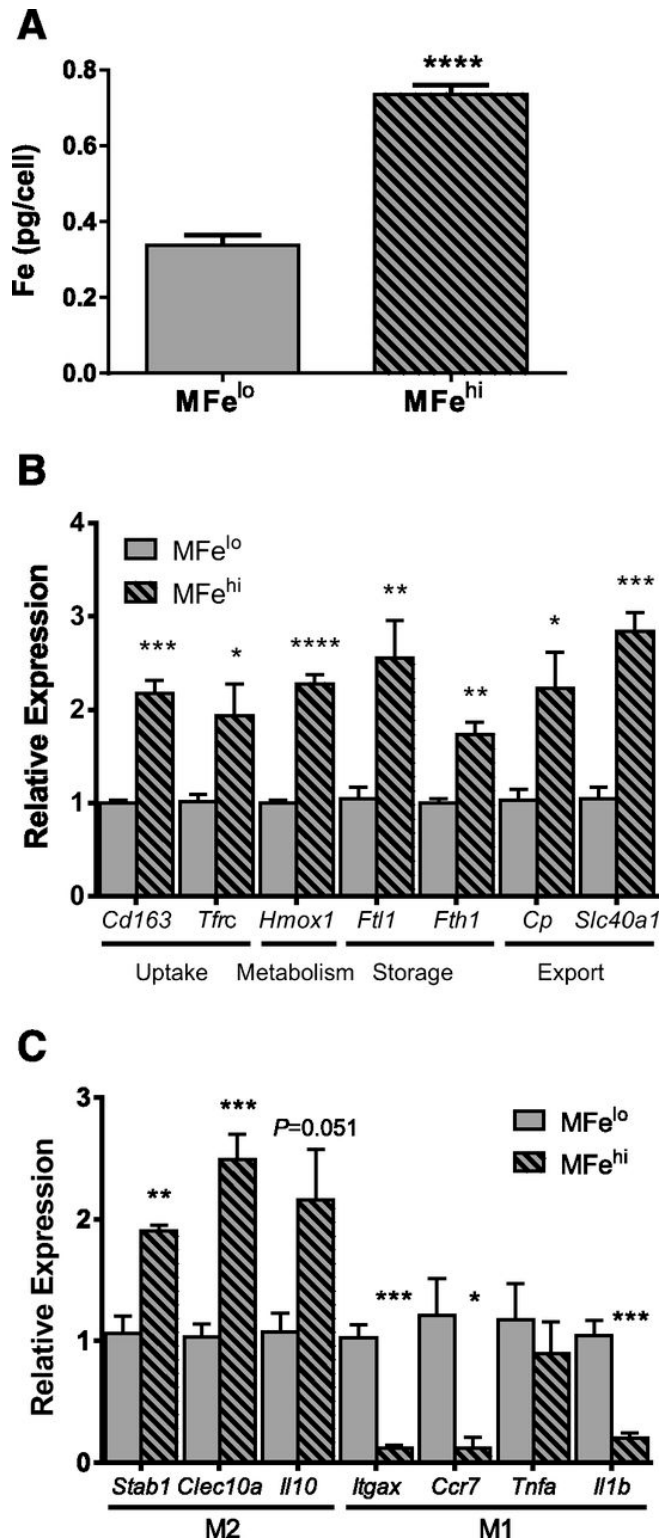 A
****
0.8
0.6
0.4
0.2
0.0
Fe (pg/cell)
MFe^lo MFe^hi
B
4
3
2
1
0
Relative Expression
MFe^lo
MFe^hi
*** * **** ** ** * ***
Cd163 Tfrc Hmox1 Ftl1 Fth1 Cp Slc40a1
Uptake Metabolism Storage Export
C
3
2
1
0
Relative Expression
MFe^lo
MFe^hi
** *** P=0.051 *** * ***
Stab1 Clec10a Il10 Itgax Ccr7 Tnfa Il1b
M2 M1